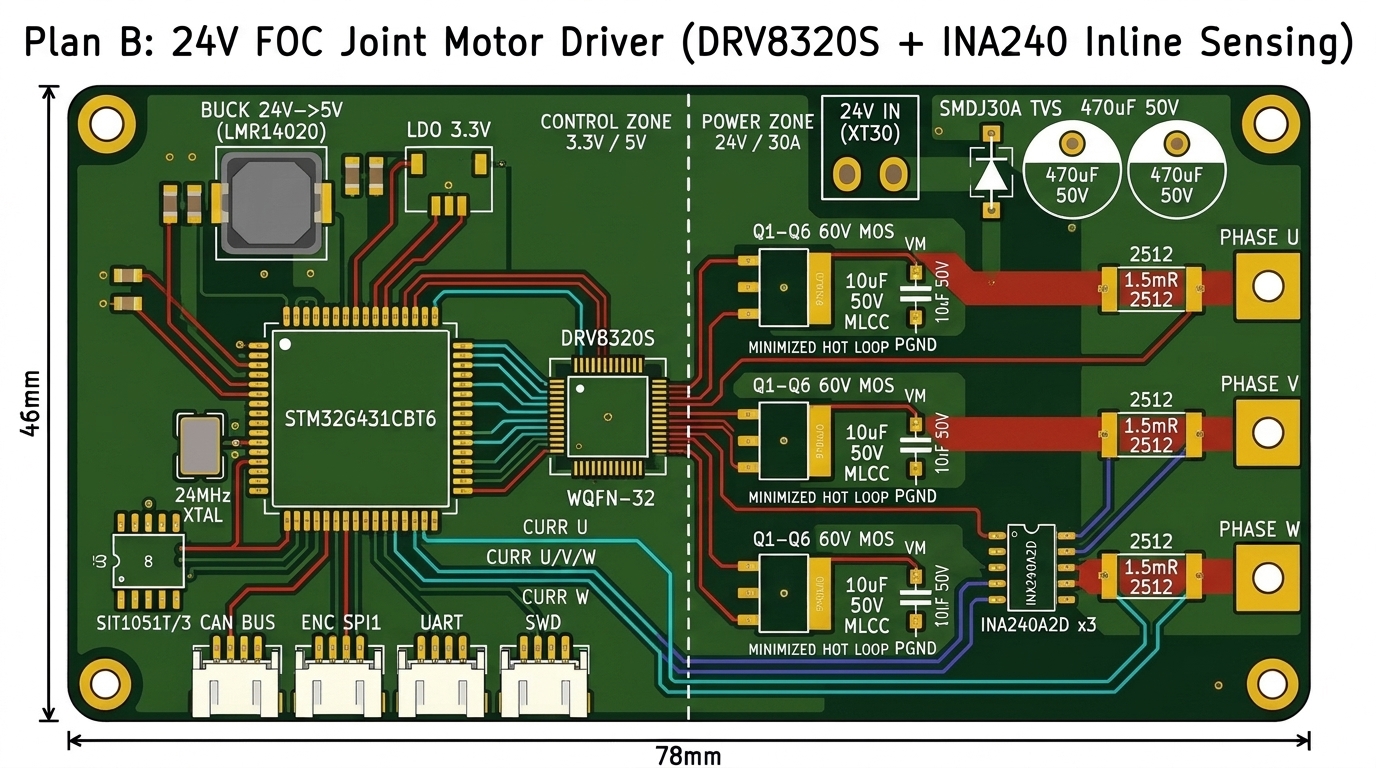 Plan B: 24V FOC Joint Motor Driver (DRV8320S + INA240 Inline Sensing)
BUCK 24V->5V
(LMR14020)
LDO 3.3V
CONTROL ZONE
3.3V / 5V
POWER ZONE
24V / 30A
24V IN
(XT30)
SMDJ30A TVS
470uF 50V
470uF
50V
470uF
50V
Q1-Q6 60V MOS
VM
10uF
50V
MLCC
MINIMIZED HOT LOOP
PGND
2512
1.5mR
2512
PHASE U
DRV8320S
WQFN-32
STM32G431CBT6
24MHz
XTAL
Q1-Q6 60V MOS
VM
10uF
50V
MLCC
MINIMIZED HOT LOOP
PGND
2512
1.5mR
2512
PHASE V
CURR U
CURR U/V/W
CURR W
Q1-Q6 60V MOS
VM
10uF
50V
MLCC
MINIMIZED HOT LOOP
PGND
INA240A2D x3
2512
1.5mR
2512
PHASE W
8
SIT1051T/3
CAN BUS
ENC SPI1
UART
SWD
46mm
78mm